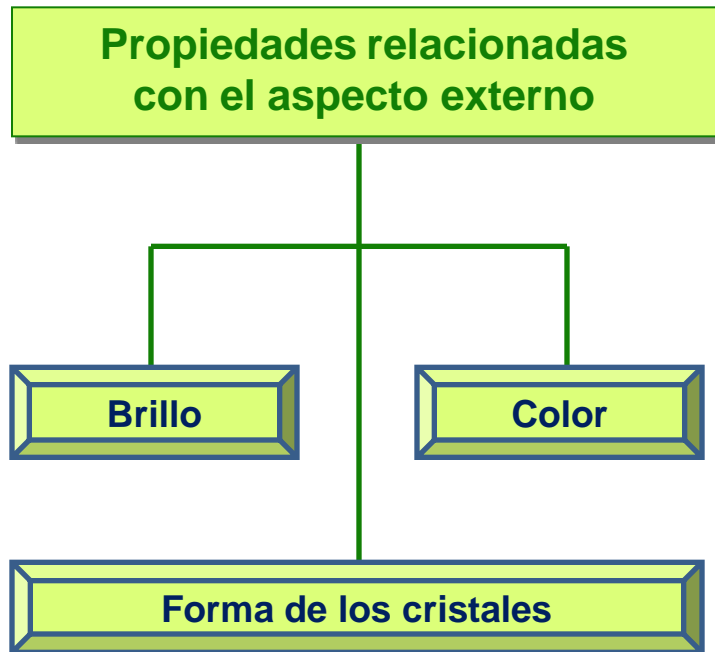 Propiedades relacionadas
con el aspecto externo
Brillo
Color
Forma de los cristales